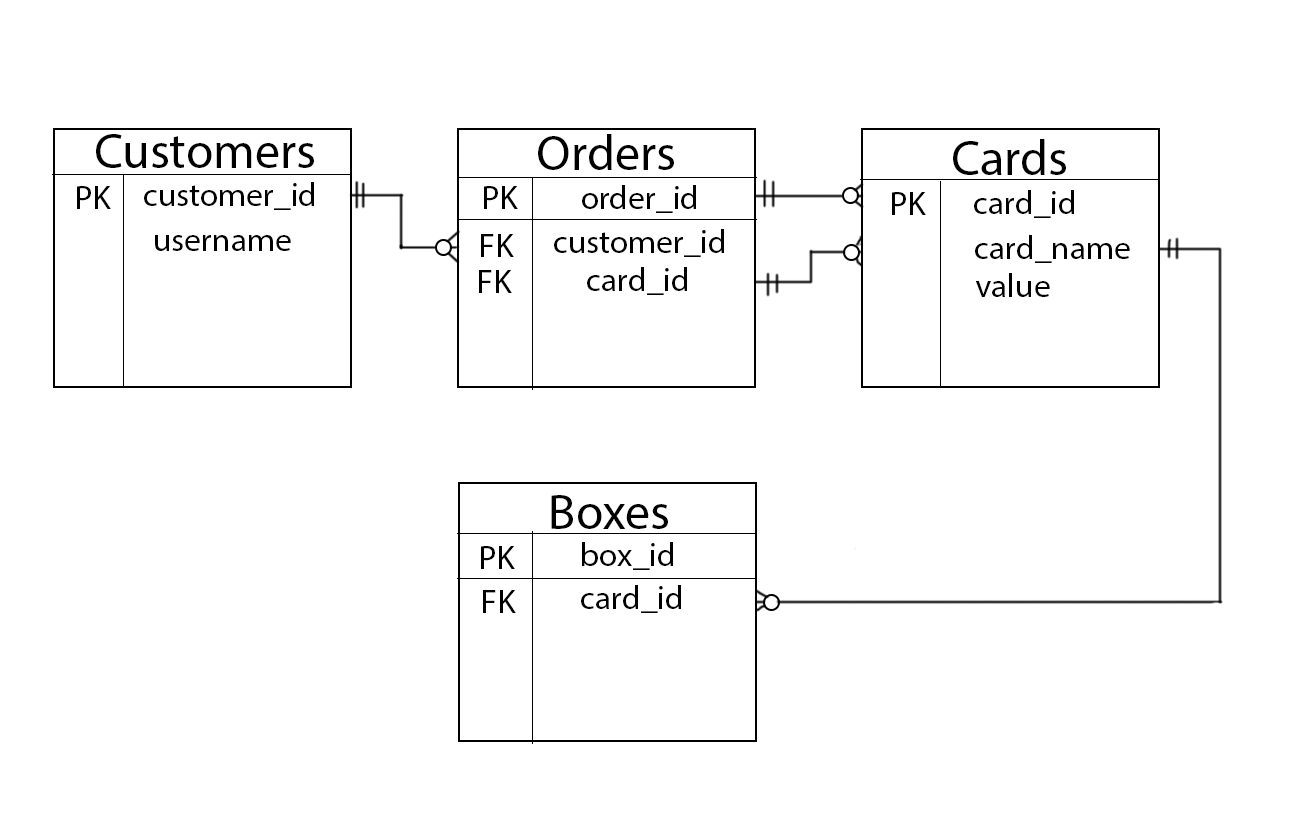 Customers
PK customer_id
username
Orders
PK order_id
FK customer_id
FK card_id
Cards
PK card_id
card_name
value
Boxes
PK box_id
FK card_id